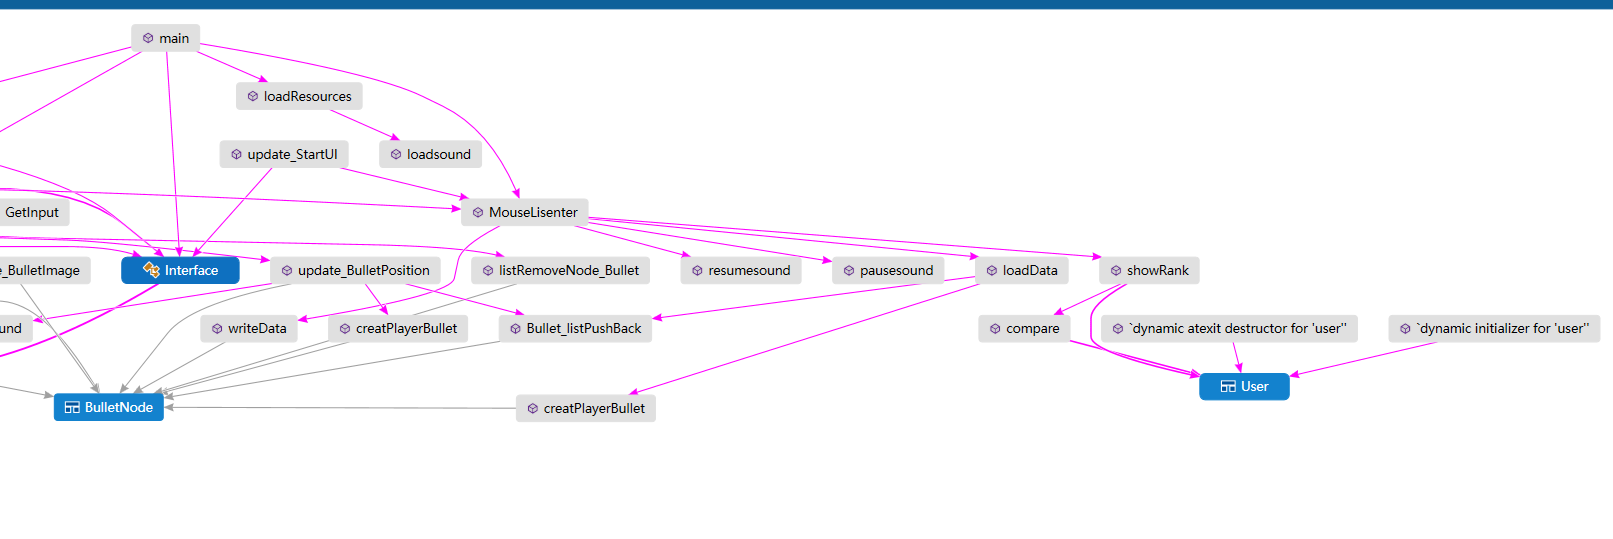 main
loadResources
update_StartUI
loadsound
GetInput
MouseLisenter
e_BulletImage
Interface
update_BulletPosition
listRemoveNode_Bullet
resumesound
pausesound
loadData
showRank
und
writeData
creatPlayerBullet
Bullet_listPushBack
compare
`dynamic atexit destructor for 'user''
`dynamic initializer for 'user''
User
BulletNode
creatPlayerBullet